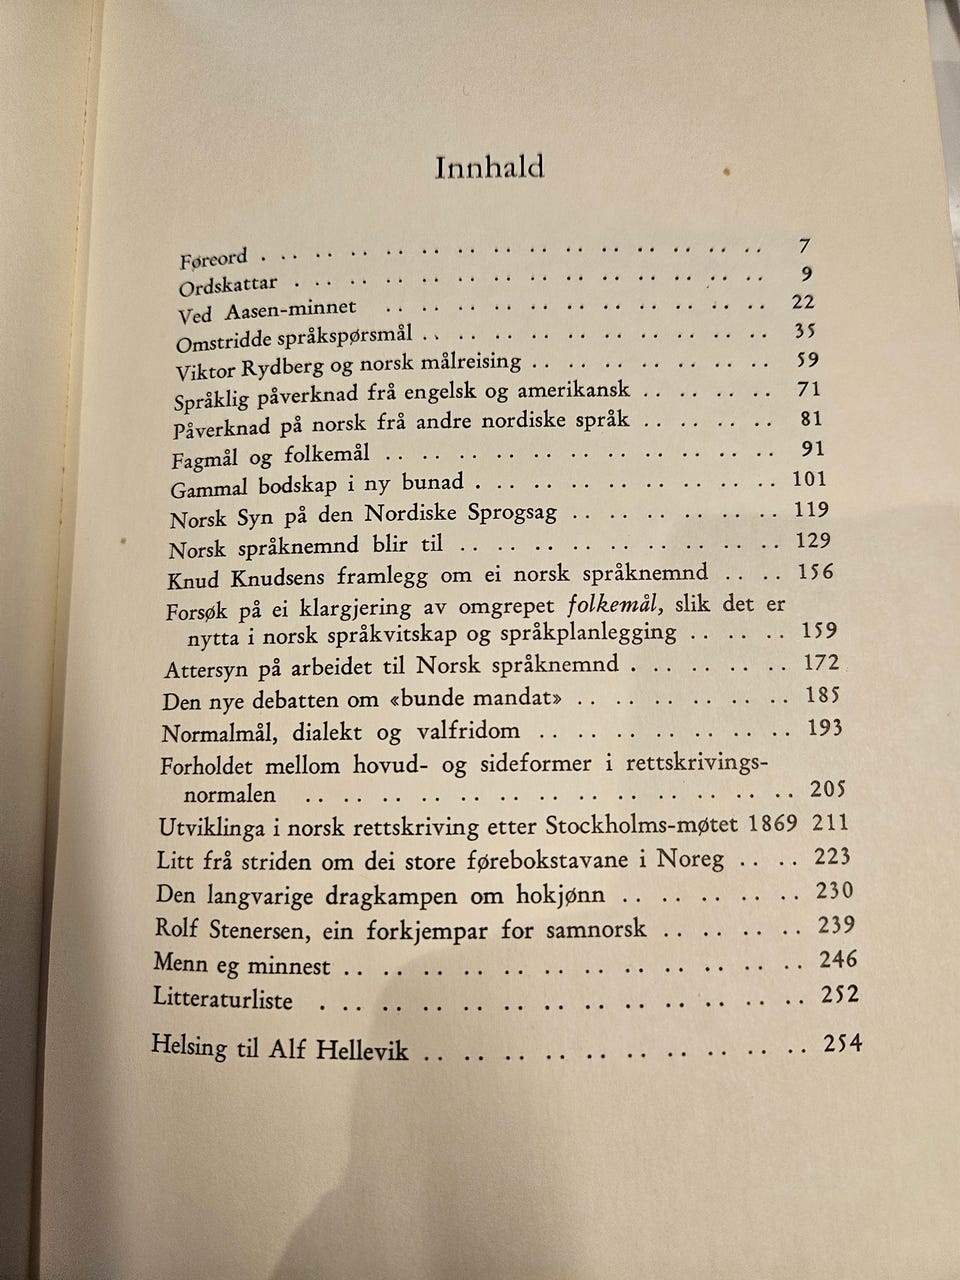 Innhald
Føreord . . . . . . . . . . . . . . . . . . . . . . . . . . . . 7
Ordskattar . . . . . . . . . . . . . . . . . . . . . . . . . . . 9
Ved Aasen-minnet . . . . . . . . . . . . . . . . . . . . . . 22
Omstridde språkspørsmål . . . . . . . . . . . . . . . . . . . . 35
Viktor Rydberg og norsk målreising . . . . . . . . . . . . . . 59
Språklig påverknad frå engelsk og amerikansk . . . . . . . . 71
Påverknad på norsk frå andre nordiske språk . . . . . . . . 81
Fagmål og folkemål . . . . . . . . . . . . . . . . . . . . . . 91
Gammal bodskap i ny bunad . . . . . . . . . . . . . . . . . 101
Norsk Syn på den Nordiske Sprogsag . . . . . . . . . . . . 119
Norsk språknemnd blir til . . . . . . . . . . . . . . . . . . 129
Knud Knudsens framlegg om ei norsk språknemnd . . . . 156
Forsøk på ei klargjering av omgrepet folkemål, slik det er
nytta i norsk språkvitskap og språkplanlegging . . . . . . 159
Attersyn på arbeidet til Norsk språknemnd . . . . . . . . . 172
Den nye debatten om «bunde mandat» . . . . . . . . . . . . 185
Normalmål, dialekt og valfridom . . . . . . . . . . . . . . 193
Forholdet mellom hovud- og sideformer i rettskrivings-
normalen . . . . . . . . . . . . . . . . . . . . . . . . . . 205
Utviklinga i norsk rettskriving etter Stockholms-møtet 1869 211
Litt frå striden om dei store førebokstavane i Noreg . . . . 223
Den langvarige dragkampen om hokjønn . . . . . . . . . . 230
Rolf Stenersen, ein forkjempar for samnorsk . . . . . . . . 239
Menn eg minnest . . . . . . . . . . . . . . . . . . . . . . . . 246
Litteraturliste . . . . . . . . . . . . . . . . . . . . . . . . . 252
Helsing til Alf Hellevik . . . . . . . . . . . . . . . . . . . . 254